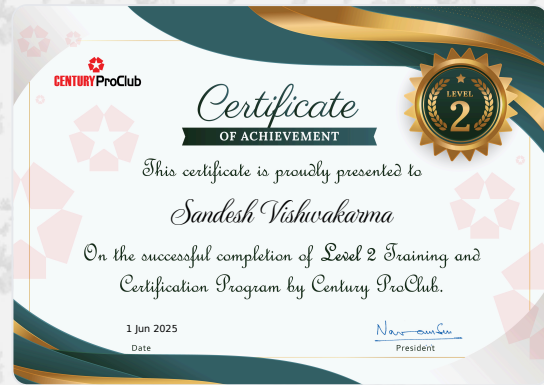 CENTURY ProClub
LEVEL
2
Certificate
OF ACHIEVEMENT
This certificate is proudly presented to
Sandesh Vishwakarma
On the successful completion of Level 2 Training and
Certification Program by Century ProClub.
1 Jun 2025
Date
President